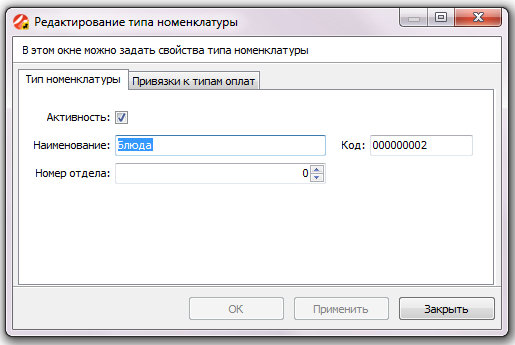 Редактирование типа номенклатуры
В этом окне можно задать свойства типа номенклатуры
Тип номенклатуры Привязки к типам оплат
Активность:
Наименование: Блюда Код: 000000002
Номер отдела: 0
OK Применить Закрыть